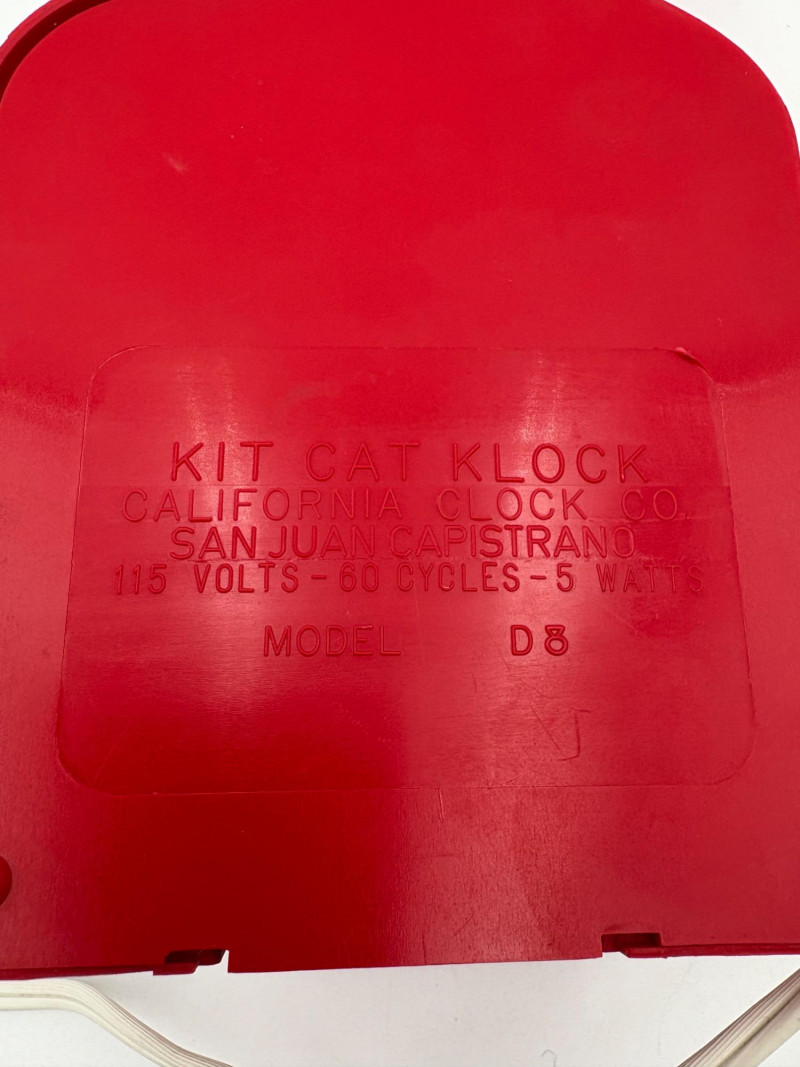 KIT CAT KLOCK
CALIFORNIA CLOCK CO.
SAN JUAN CAPISTRANO
115 VOLTS - 60 CYCLES - 5 WATTS
MODEL D8